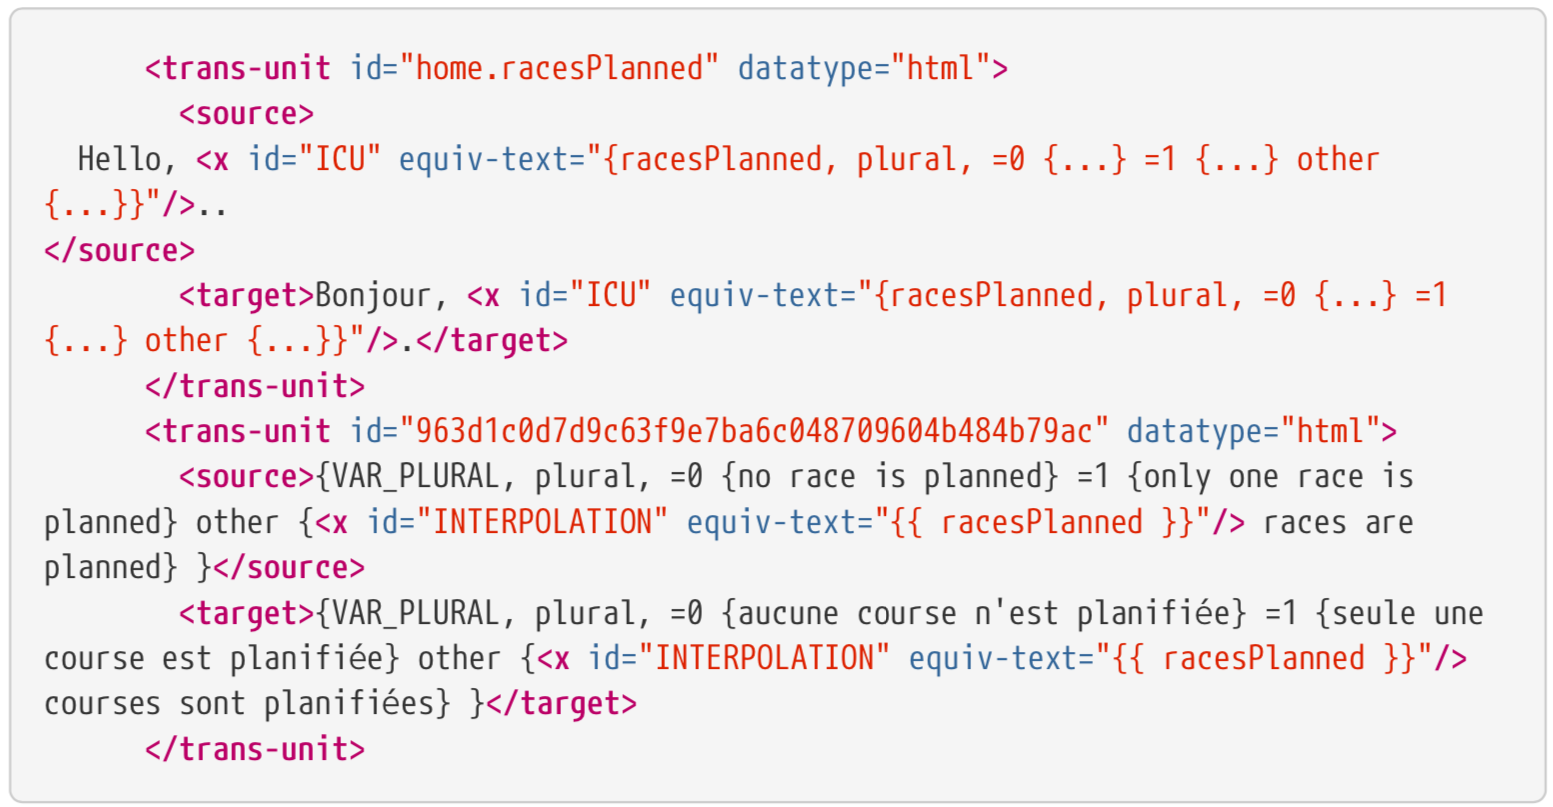 <trans-unit id="home.racesPlanned" datatype="html">
<source>
Hello, <x id="ICU" equiv-text="{racesPlanned, plural, =0 {...} =1 {...} other
{...}}"/>..
</source>
<target>Bonjour, <x id="ICU" equiv-text="{racesPlanned, plural, =0 {...} =1
{...} other {...}}"/>.</target>
</trans-unit>
<trans-unit id="963d1c0d7d9c63f9e7ba6c048709604b484b79ac" datatype="html">
<source>{VAR_PLURAL, plural, =0 {no race is planned} =1 {only one race is
planned} other {<x id="INTERPOLATION" equiv-text="{{ racesPlanned }}"/> races are
planned} }</source>
<target>{VAR_PLURAL, plural, =0 {aucune course n'est planifiée} =1 {seule une
course est planifiée} other {<x id="INTERPOLATION" equiv-text="{{ racesPlanned }}"/>
courses sont planifiées} }</target>
</trans-unit>